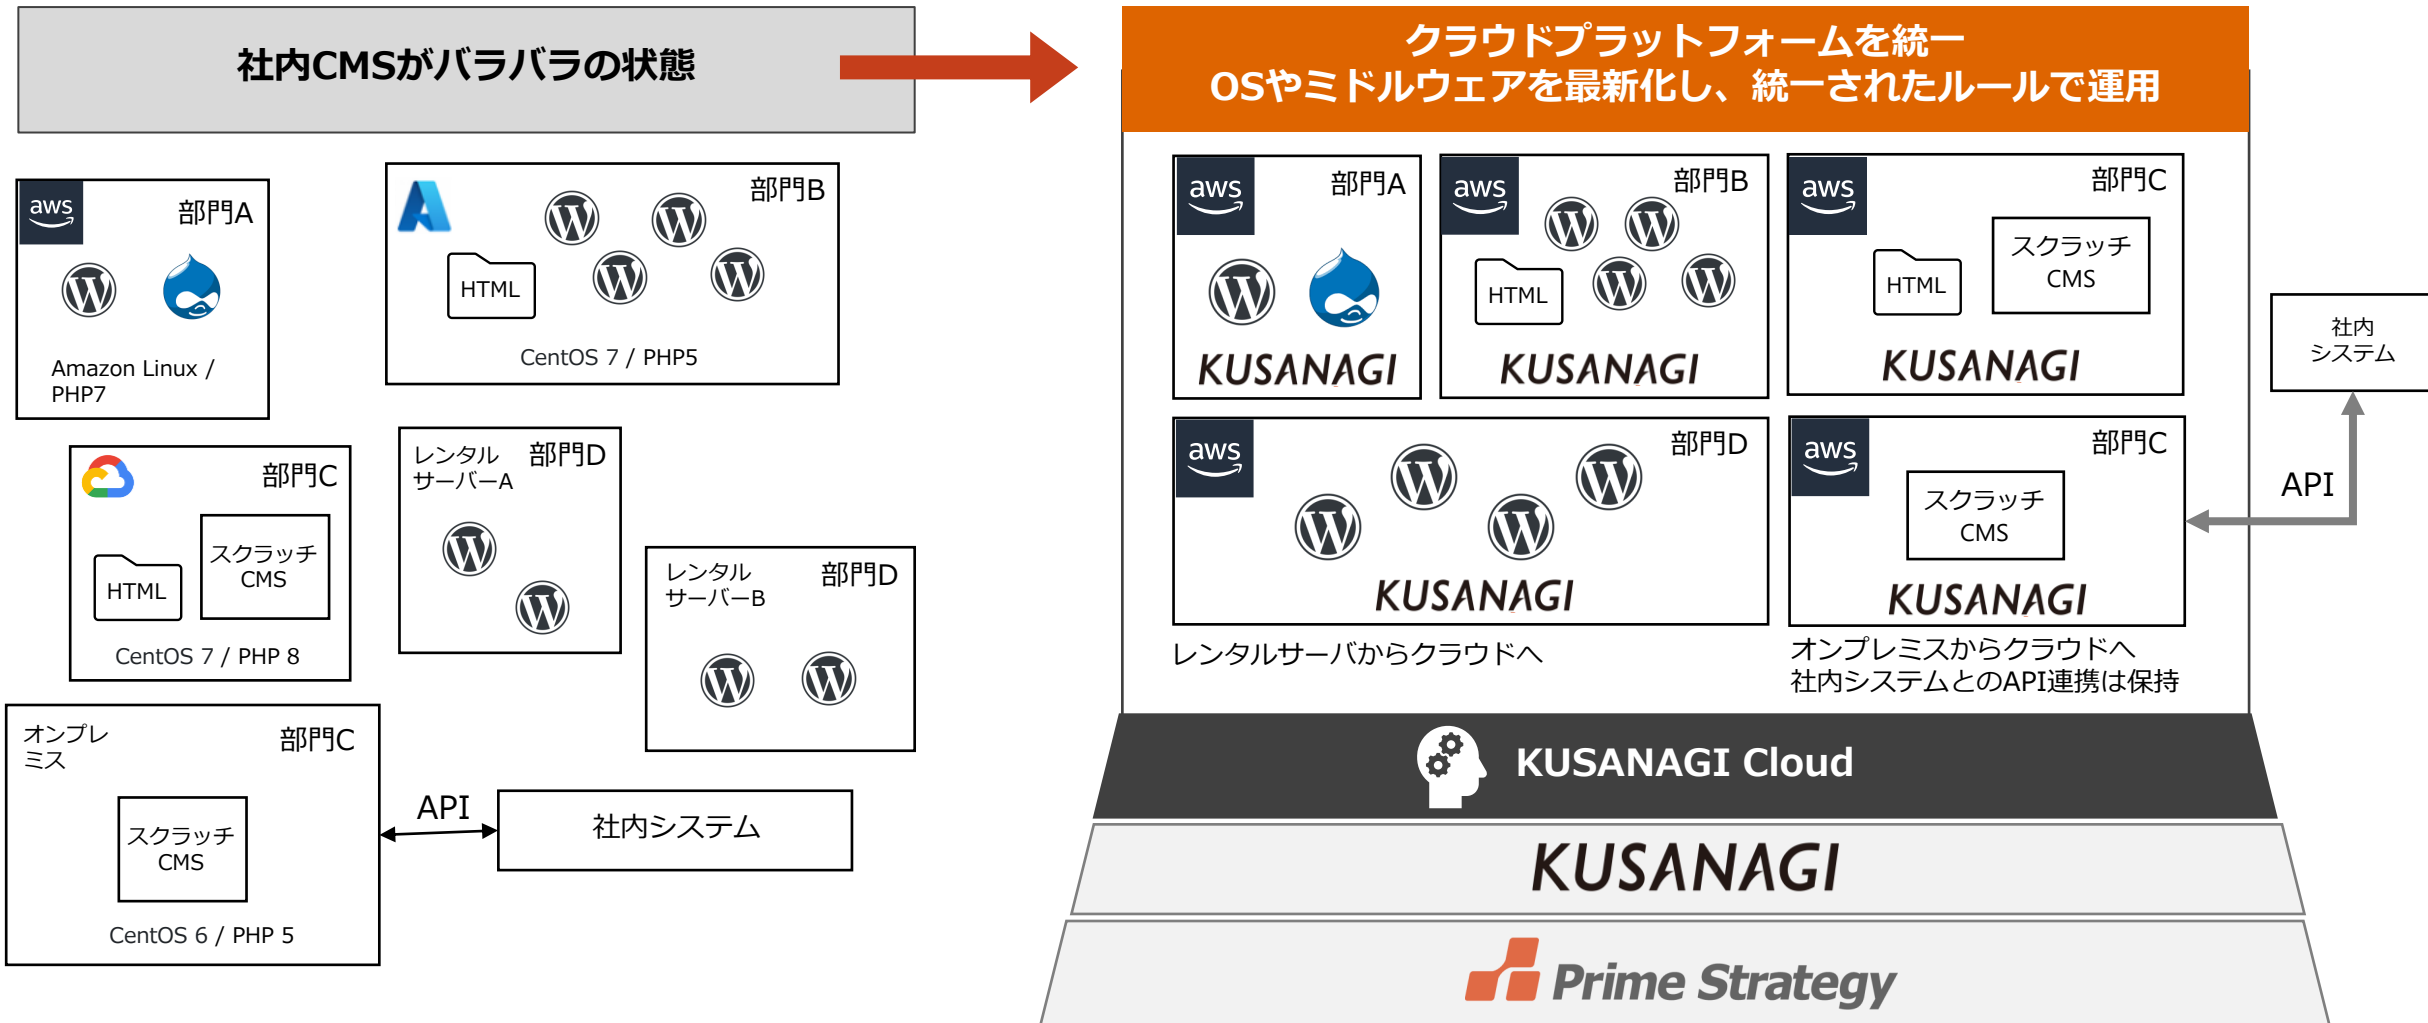 社内CMSがバラバラの状態
aws
部門A
Amazon Linux /
PHP7
部門B
HTML
CentOS 7 / PHP5
部門C
HTML
スクラッチ
CMS
CentOS 7 / PHP 8
レンタル
サーバーA
部門D
レンタル
サーバーB
部門D
オンプレ
ミス
部門C
スクラッチ
CMS
CentOS 6 / PHP 5
API
社内システム
クラウドプラットフォームを統一
OSやミドルウェアを最新化し、統一されたルールで運用
aws
部門A
KUSANAGI
aws
部門B
HTML
KUSANAGI
aws
部門C
HTML
スクラッチ
CMS
KUSANAGI
aws
部門D
KUSANAGI
レンタルサーバからクラウドへ
aws
部門C
スクラッチ
CMS
KUSANAGI
オンプレミスからクラウドへ
社内システムとのAPI連携は保持
社内
システム
API
KUSANAGI Cloud
KUSANAGI
Prime Strategy